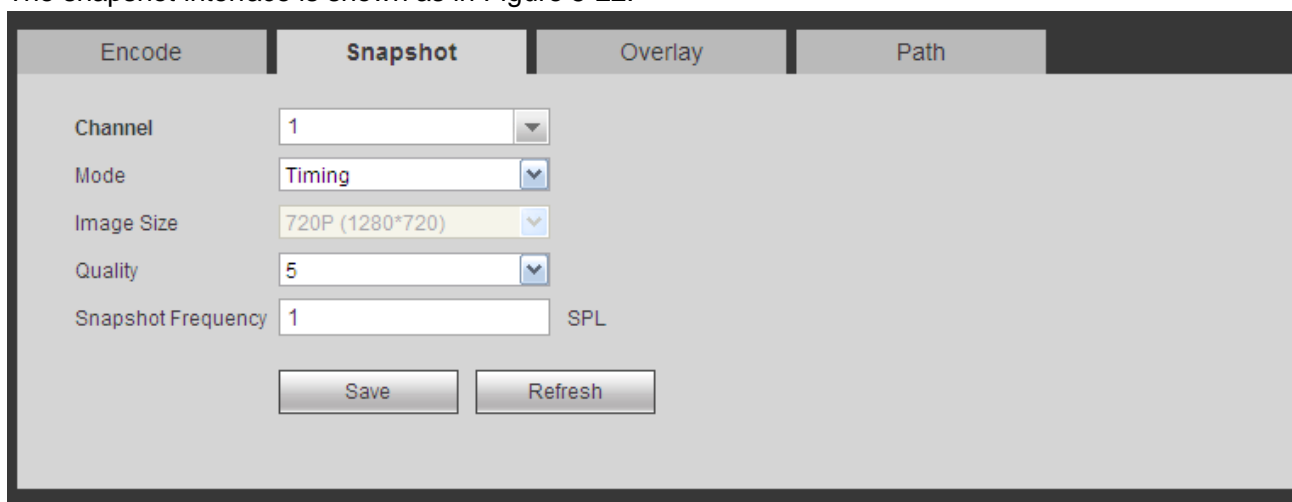 The snapshot interface is shown as in Figure 5-22.
Encode Snapshot Overlay Path
Channel 1
Mode Timing
Image Size 720P (1280*720)
Quality 5
Snapshot Frequency 1 SPL
Save Refresh